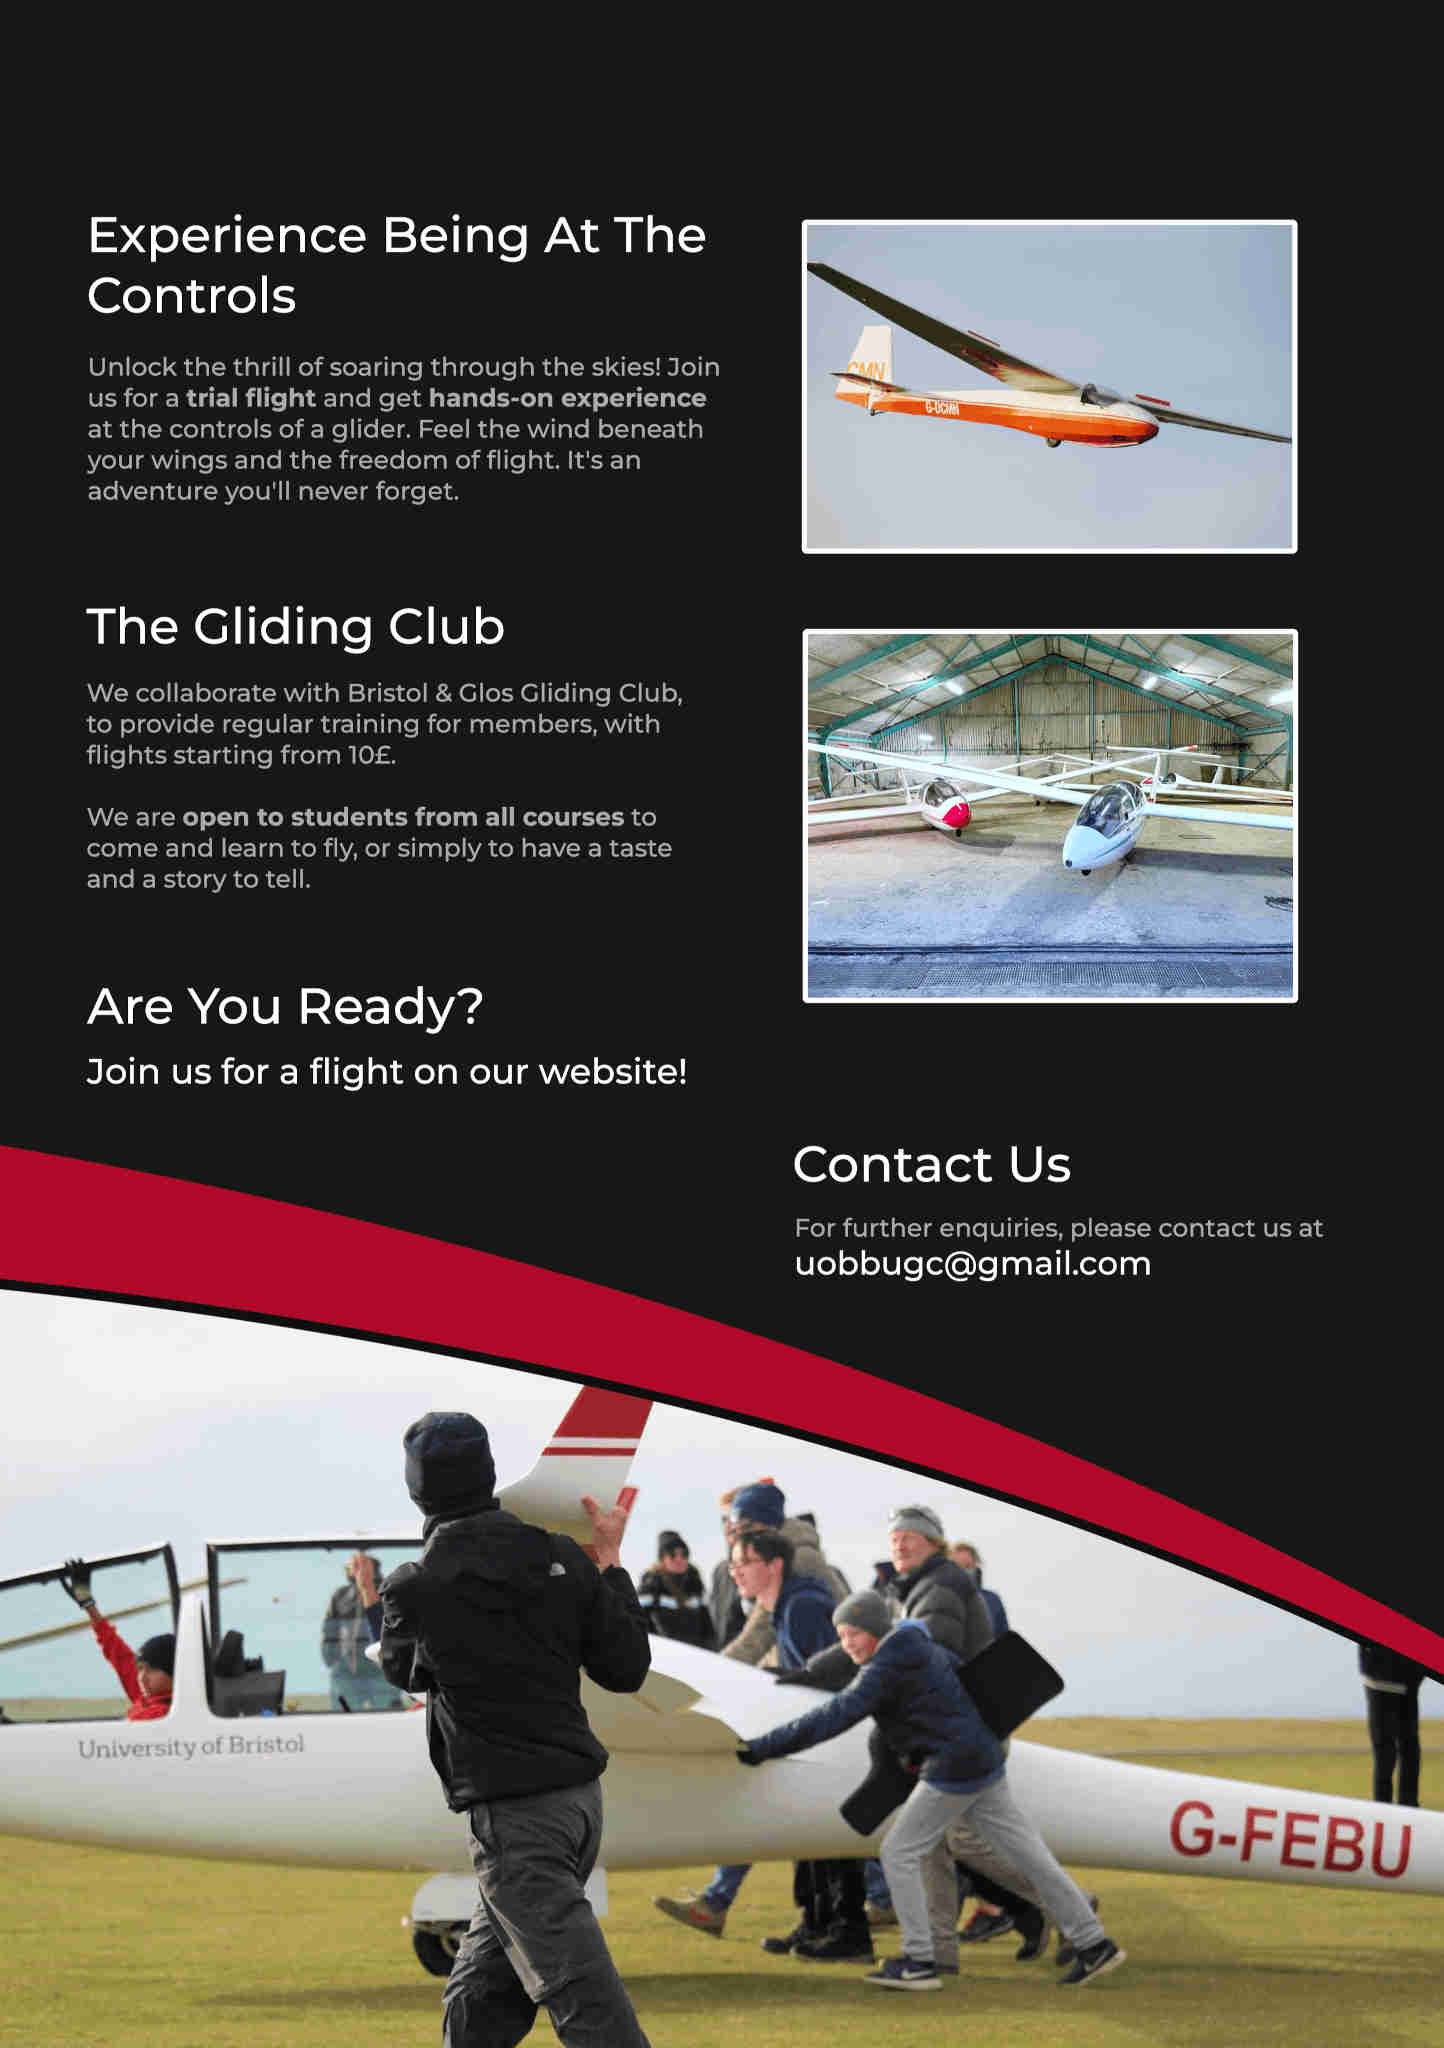 Experience Being At The
Controls
Unlock the thrill of soaring through the skies! Join
us for a trial flight and get hands-on experience
at the controls of a glider. Feel the wind beneath
your wings and the freedom of flight. It's an
adventure you'll never forget.
CMN
G-DCMN
The Gliding Club
We collaborate with Bristol & Glos Gliding Club,
to provide regular training for members, with
flights starting from 10£.
We are open to students from all courses to
come and learn to fly, or simply to have a taste
and a story to tell.
Are You Ready?
Join us for a flight on our website!
Contact Us
For further enquiries, please contact us at
uobbugc@gmail.com
University of Bristol
G-FEBU